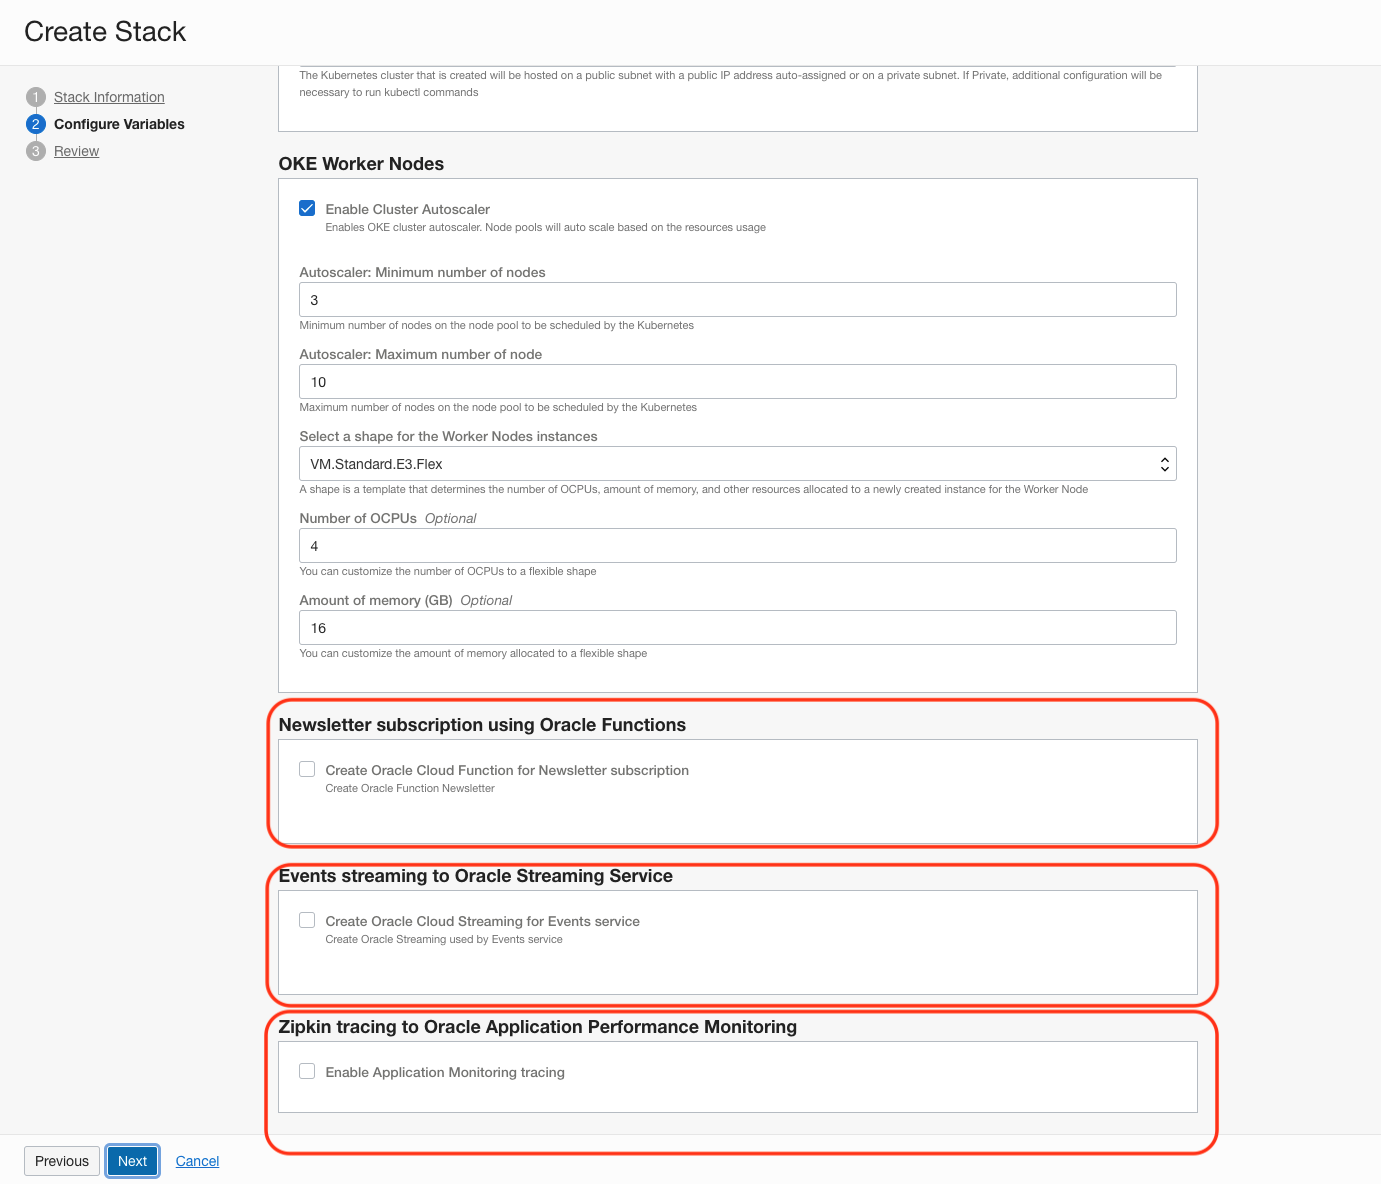 Create Stack
1 Stack Information
2 Configure Variables
3 Review
The Kubernetes cluster that is created will be hosted on a public subnet with a public IP address auto-assigned or on a private subnet. If Private, additional configuration will be
necessary to run kubectl commands
OKE Worker Nodes
Enable Cluster Autoscaler
Enables OKE cluster autoscaler. Node pools will auto scale based on the resources usage
Autoscaler: Minimum number of nodes
3
Minimum number of nodes on the node pool to be scheduled by the Kubernetes
Autoscaler: Maximum number of node
10
Maximum number of nodes on the node pool to be scheduled by the Kubernetes
Select a shape for the Worker Nodes instances
VM.Standard.E3.Flex
A shape is a template that determines the number of OCPUs, amount of memory, and other resources allocated to a newly created instance for the Worker Node
Number of OCPUs Optional
4
You can customize the number of OCPUs to a flexible shape
Amount of memory (GB) Optional
16
You can customize the amount of memory allocated to a flexible shape
Newsletter subscription using Oracle Functions
Create Oracle Cloud Function for Newsletter subscription
Create Oracle Function Newsletter
Events streaming to Oracle Streaming Service
Create Oracle Cloud Streaming for Events service
Create Oracle Streaming used by Events service
Zipkin tracing to Oracle Application Performance Monitoring
Enable Application Monitoring tracing
Previous Next Cancel